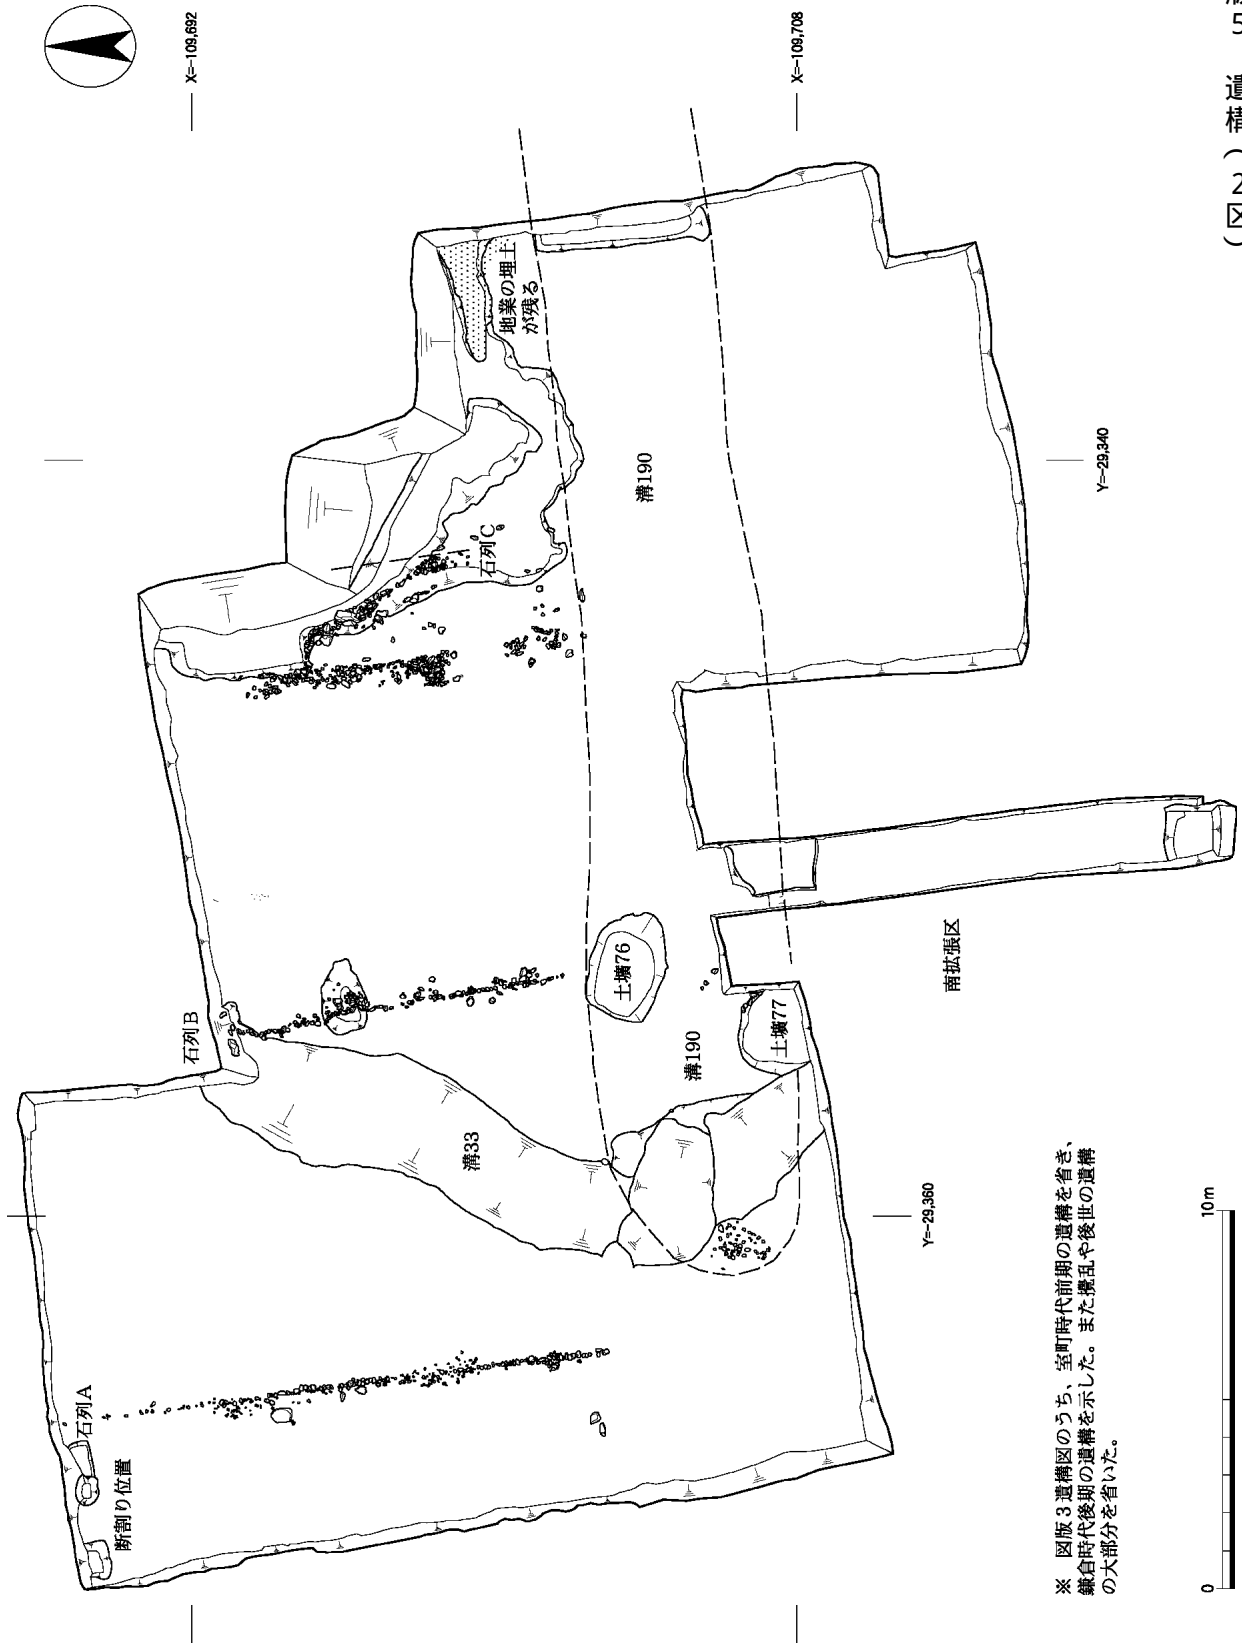 X=-109,692
X=-109,708
5 遺構 (2区)
地業の埋土
が残る
溝190
Y=-29,340
石列C
石列B
土壙76
南拡張区
土壙77
溝190
溝33
Y=-29,360
石列A
断割り位置
※ 図版3遺構図のうち、室町時代前期の遺構を省き、
鎌倉時代後期の遺構を示した。また攪乱や後世の遺構
の大部分を省いた。
0
10m